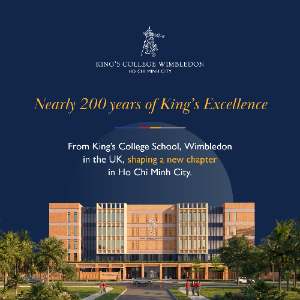 KING'S COLLEGE WIMBLEDON
HO CHI MINH CITY
Nearly 200 years of King's Excellence
From King's College School, Wimbledon
in the UK, shaping a new chapter
in Ho Chi Minh City.